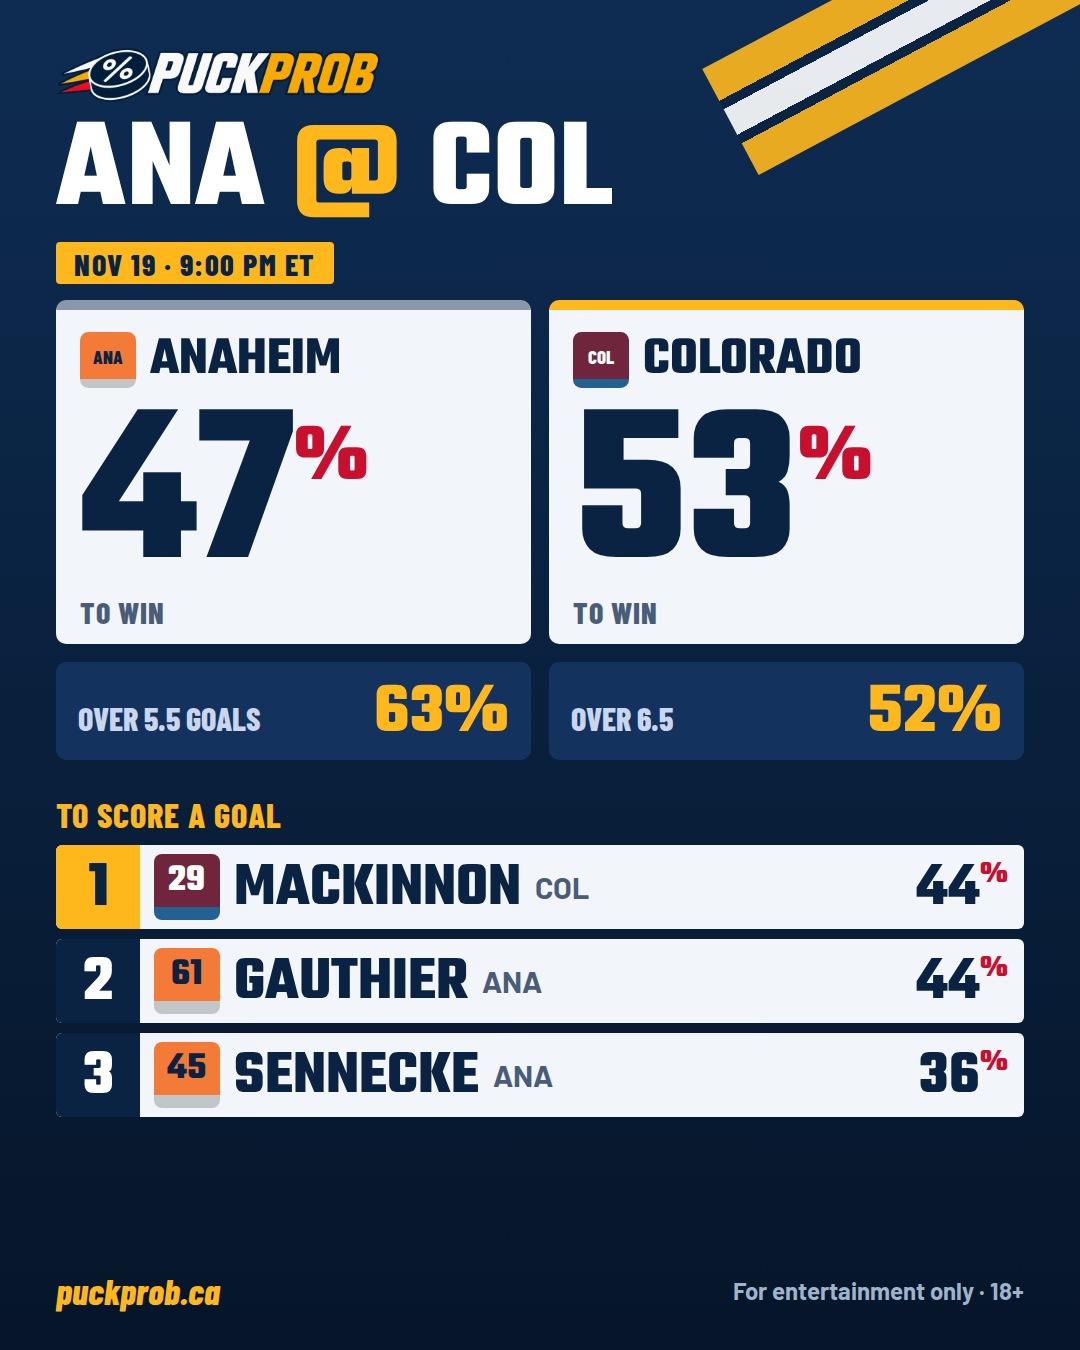 % PUCKPROB
ANA @ COL
NOV 19 · 9:00 PM ET
ANA ANAHEIM
47%
TO WIN
COL COLORADO
53%
TO WIN
OVER 5.5 GOALS 63%
OVER 6.5 52%
TO SCORE A GOAL
1 29 MACKINNON COL 44%
2 61 GAUTHIER ANA 44%
3 45 SENNECKE ANA 36%
puckprob.ca
For entertainment only · 18+